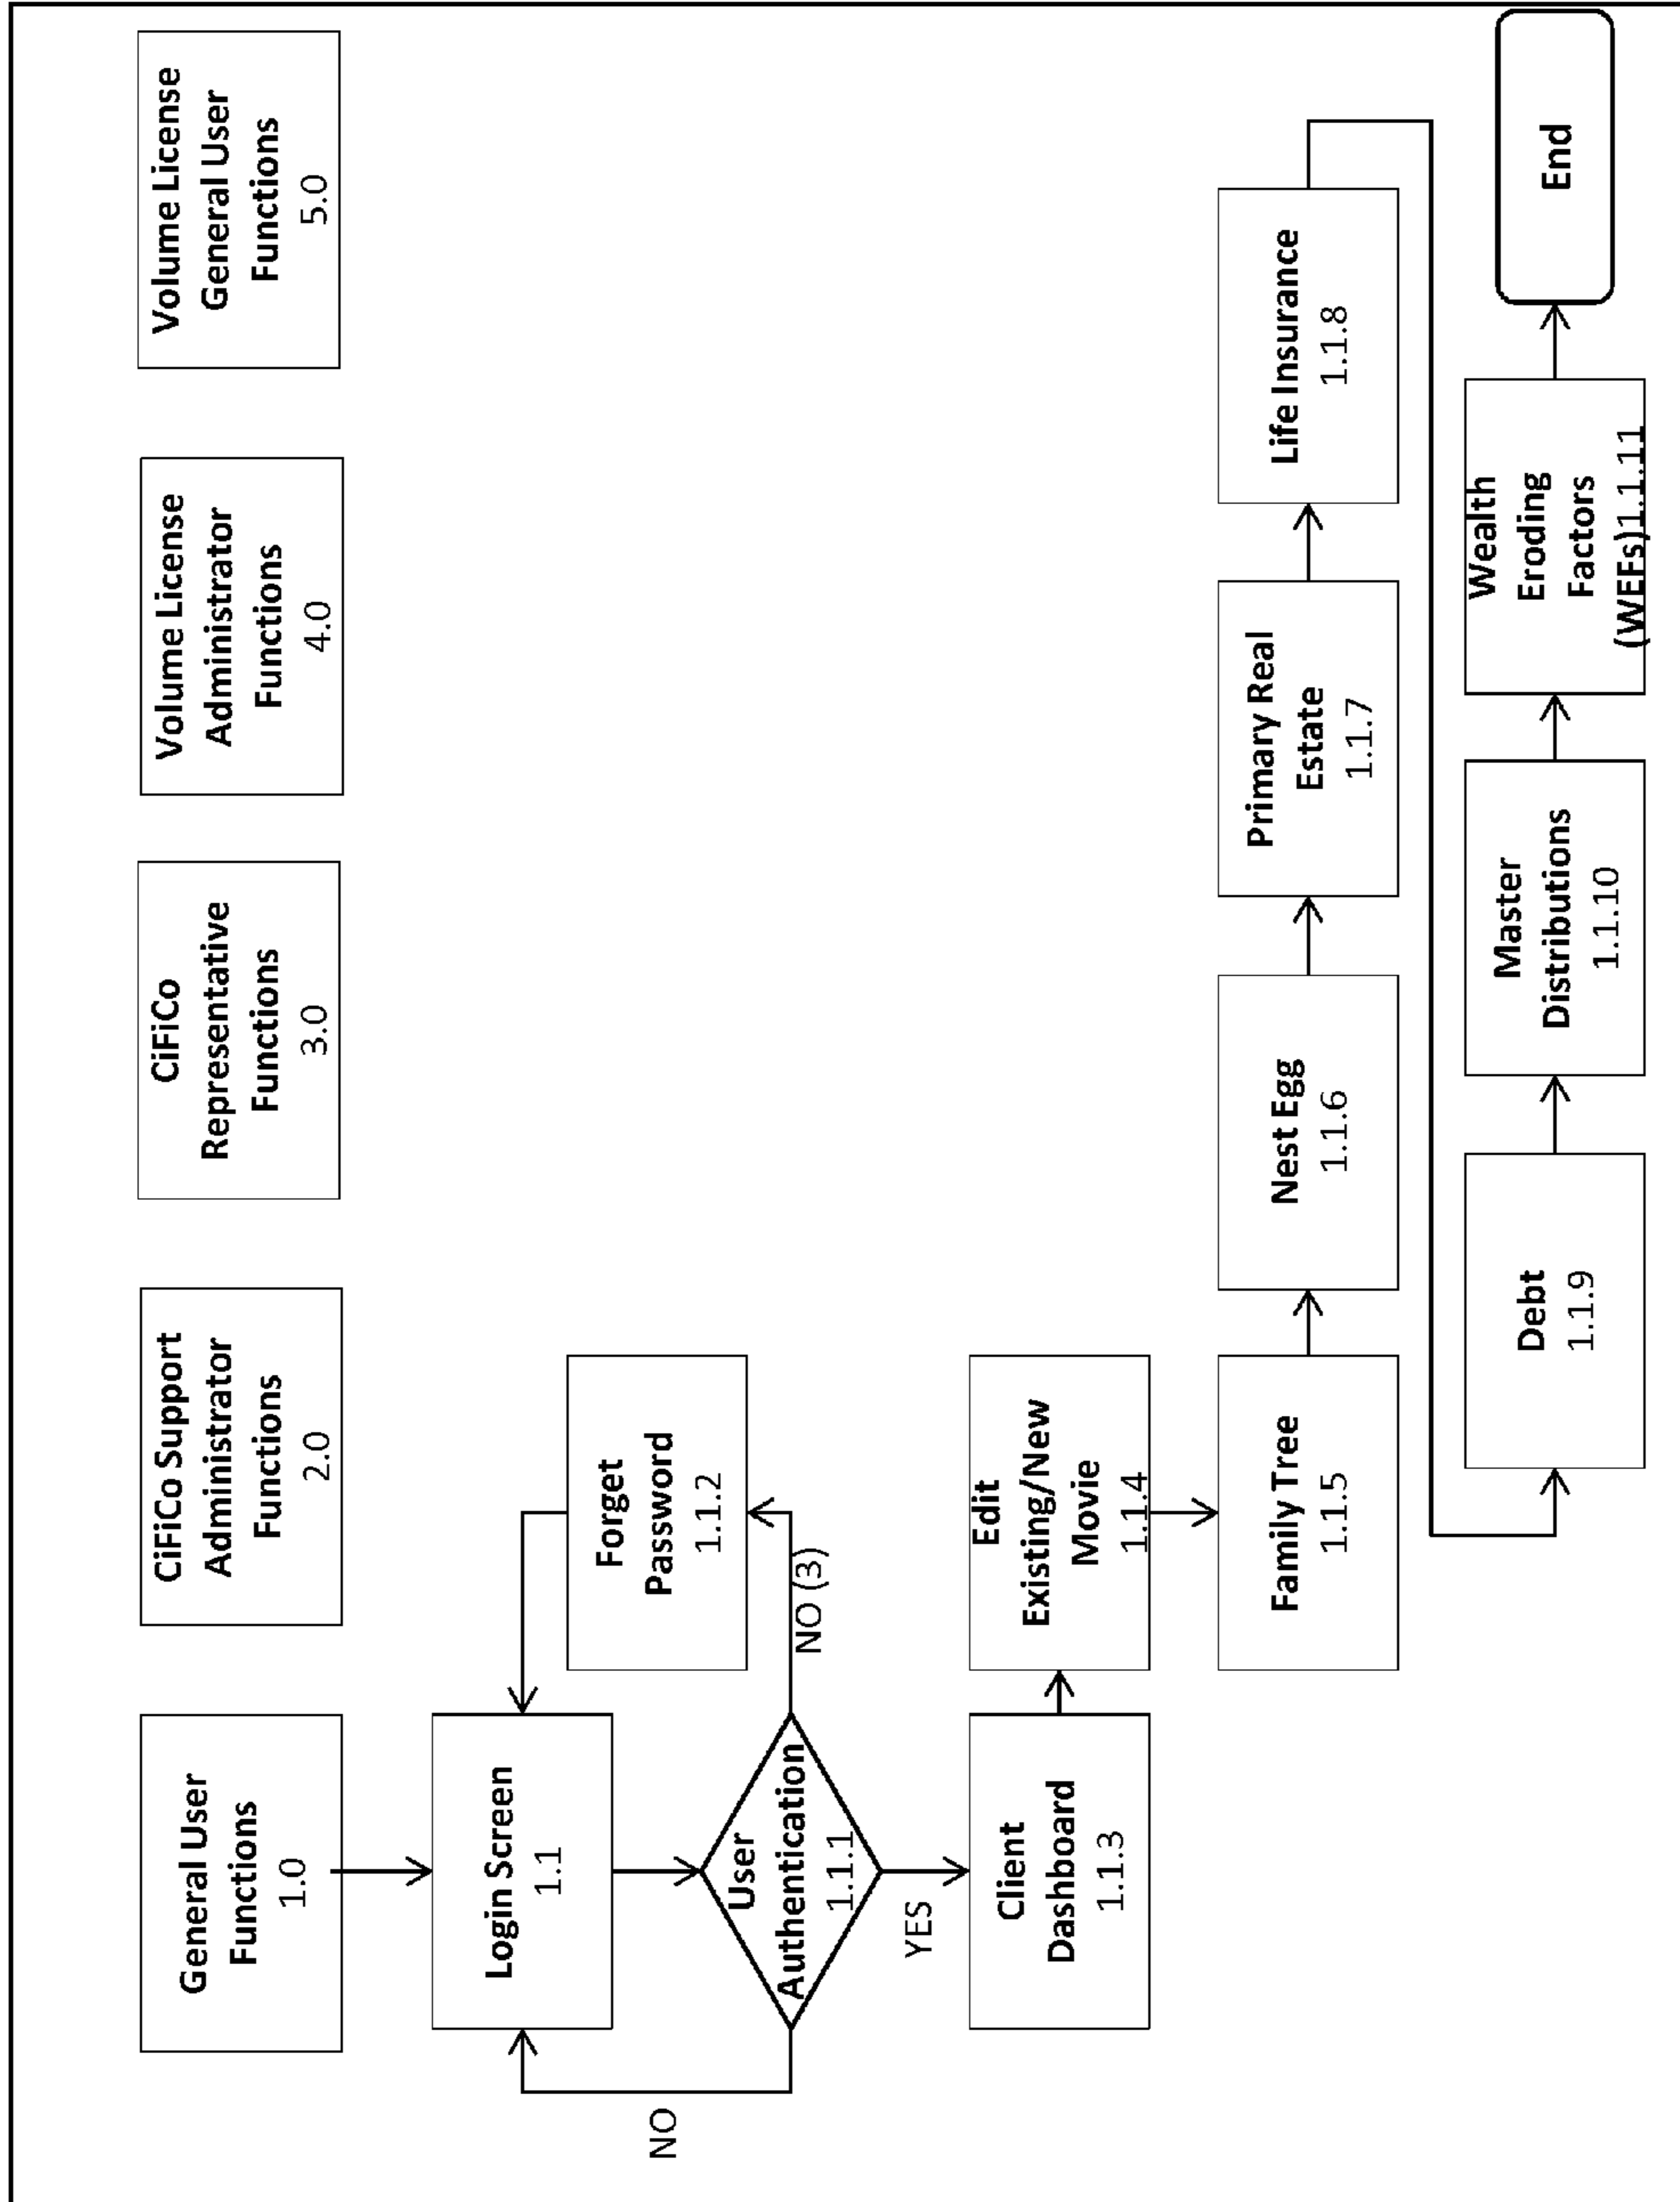 General User
Functions
1.0
CiFiCo Support
Administrator
Functions
2.0
CiFiCo
Representative
Functions
3.0
Volume License
Administrator
Functions
4.0
Volume License
General User
Functions
5.0
Login Screen
1.1
Forget
Password
1.1.2
NO
User
Authentication
1.1.1
NO (3)
YES
Client
Dashboard
1.1.3
Edit
Existing/New
Movie
1.1.4
Family Tree
1.1.5
Nest Egg
1.1.6
Primary Real
Estate
1.1.7
Life Insurance
1.1.8
Debt
1.1.9
Master
Distributions
1.1.10
Wealth
Eroding
Factors
(WEFs)1.1.11
End